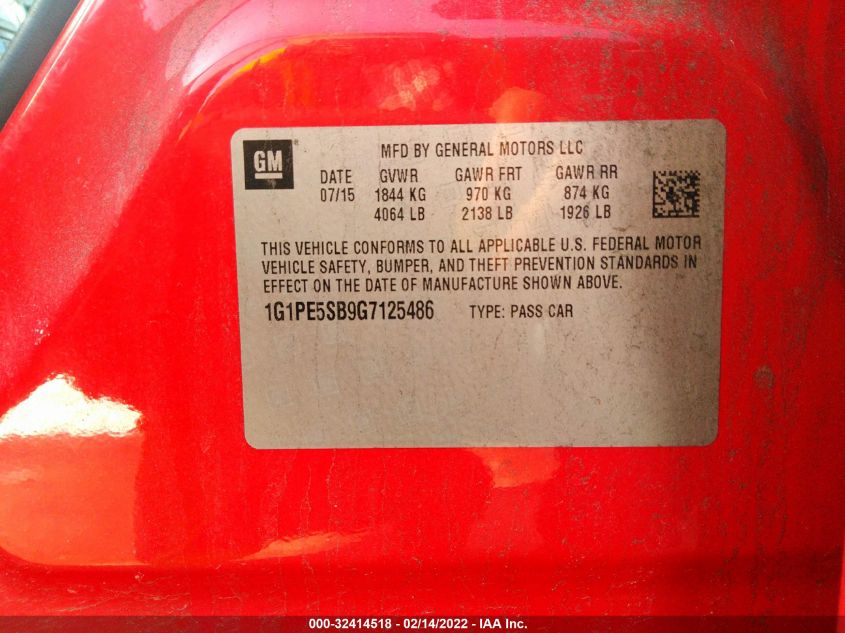 GM
MFD BY GENERAL MOTORS LLC
DATE GVWR GAWR FRT GAWR RR
07/15 1844 KG 970 KG 874 KG
4064 LB 2138 LB 1926 LB
THIS VEHICLE CONFORMS TO ALL APPLICABLE U.S. FEDERAL MOTOR
VEHICLE SAFETY, BUMPER, AND THEFT PREVENTION STANDARDS IN
EFFECT ON THE DATE OF MANUFACTURE SHOWN ABOVE.
1G1PE5SB9G7125486 TYPE: PASS CAR
000-32414518 - 02/14/2022 - IAA Inc.